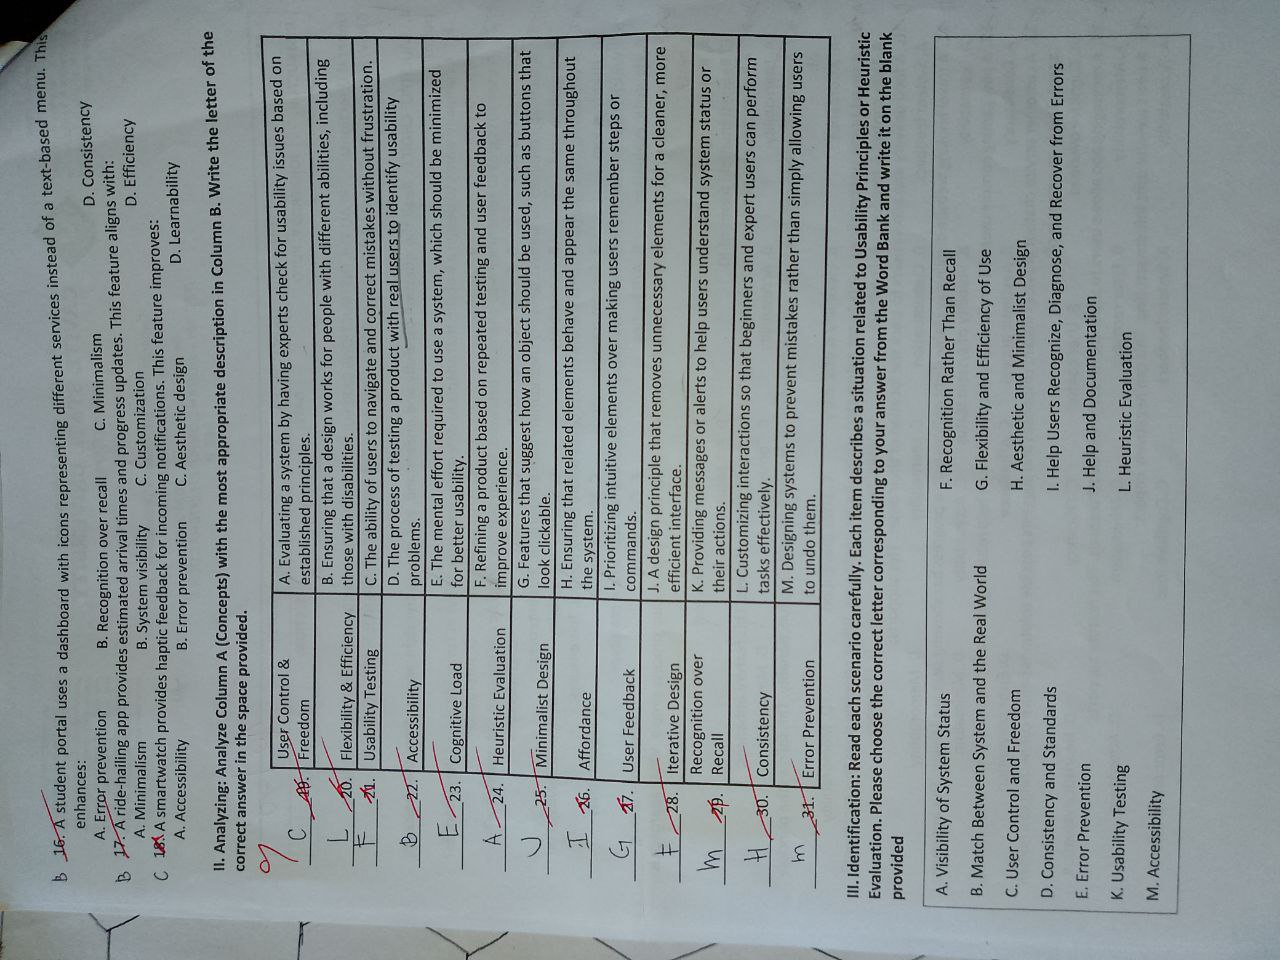 B 16. A student portal uses a dashboard with icons representing different services instead of a text-based menu. This
enhances:
A. Error prevention B. Recognition over recall C. Minimalism D. Consistency
B 17. A ride-hailing app provides estimated arrival times and progress updates. This feature aligns with:
A. Minimalism B. System visibility C. Customization D. Efficiency
C 18. A smartwatch provides haptic feedback for incoming notifications. This feature improves:
A. Accessibility B. Error prevention C. Aesthetic design D. Learnability
II. Analyzing: Analyze Column A (Concepts) with the most appropriate description in Column B. Write the letter of the
correct answer in the space provided.
9
C 19. User Control &
Freedom
A. Evaluating a system by having experts check for usability issues based on
established principles.
L 20. Flexibility & Efficiency
B. Ensuring that a design works for people with different abilities, including
those with disabilities.
F 21. Usability Testing
C. The ability of users to navigate and correct mistakes without frustration.
B 22. Accessibility
D. The process of testing a product with real users to identify usability
problems.
E 23. Cognitive Load
E. The mental effort required to use a system, which should be minimized
for better usability.
A 24. Heuristic Evaluation
F. Refining a product based on repeated testing and user feedback to
improve experience.
J 25. Minimalist Design
G. Features that suggest how an object should be used, such as buttons that
look clickable.
I 26. Affordance
H. Ensuring that related elements behave and appear the same throughout
the system.
G 27. User Feedback
I. Prioritizing intuitive elements over making users remember steps or
commands.
F 28. Iterative Design
J. A design principle that removes unnecessary elements for a cleaner, more
efficient interface.
m 29. Recognition over
Recall
K. Providing messages or alerts to help users understand system status or
their actions.
H 30. Consistency
L. Customizing interactions so that beginners and expert users can perform
tasks effectively.
m 31. Error Prevention
M. Designing systems to prevent mistakes rather than simply allowing users
to undo them.
III. Identification: Read each scenario carefully. Each item describes a situation related to Usability Principles or Heuristic
Evaluation. Please choose the correct letter corresponding to your answer from the Word Bank and write it on the blank
provided
A. Visibility of System Status
B. Match Between System and the Real World
C. User Control and Freedom
D. Consistency and Standards
E. Error Prevention
K. Usability Testing
M. Accessibility
F. Recognition Rather Than Recall
G. Flexibility and Efficiency of Use
H. Aesthetic and Minimalist Design
I. Help Users Recognize, Diagnose, and Recover from Errors
J. Help and Documentation
L. Heuristic Evaluation